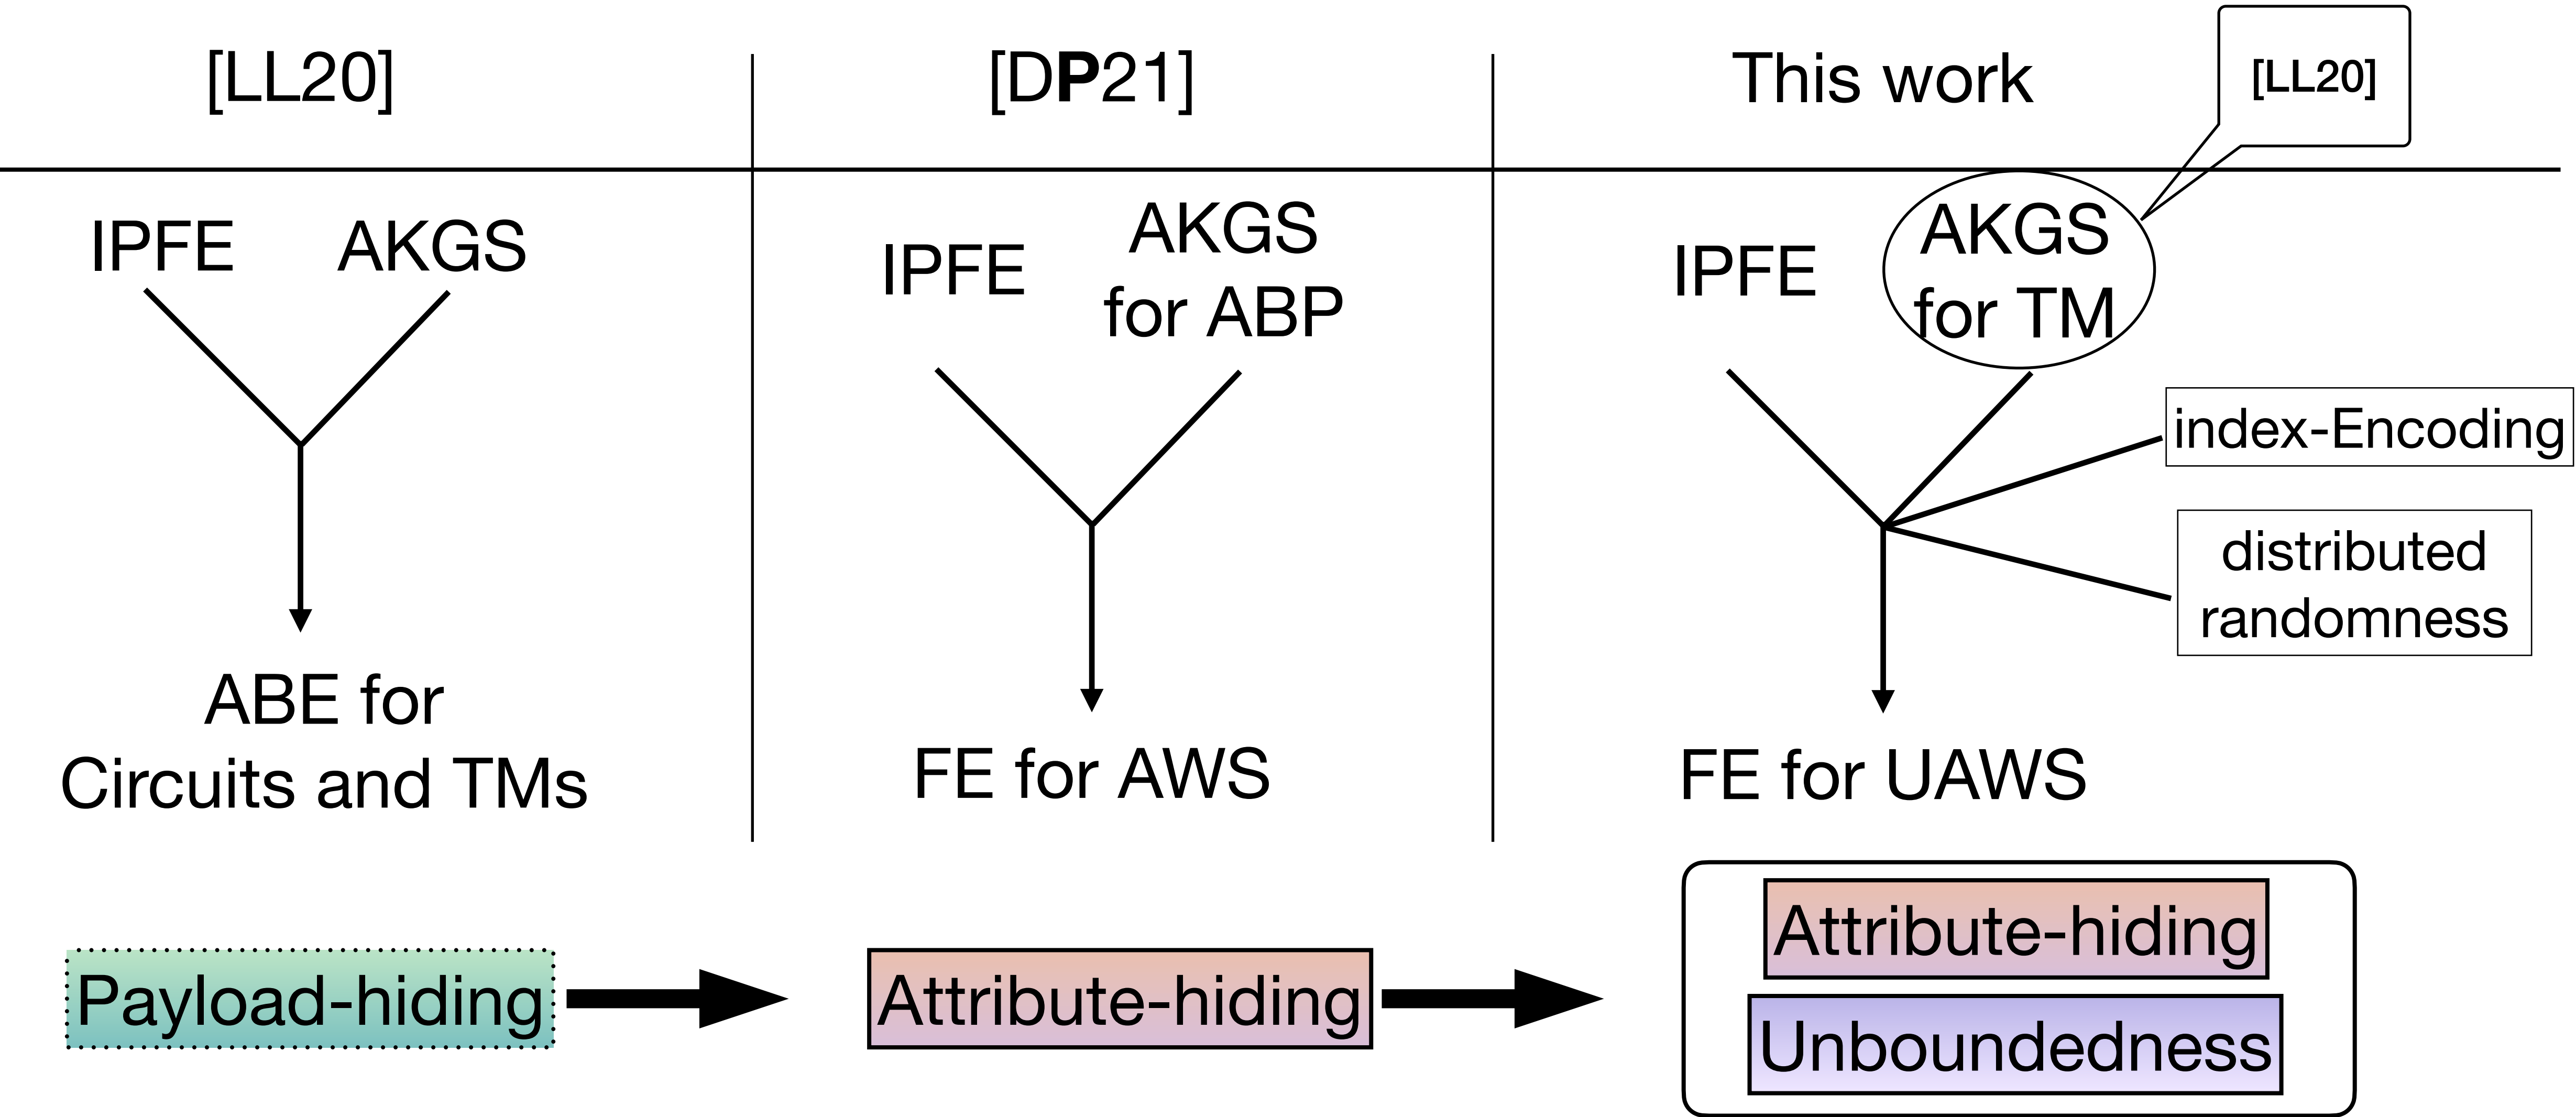 [LL20]
[DP21]
This work
[LL20]
IPFE
AKGS
IPFE
AKGS
for ABP
IPFE
AKGS
for TM
index-Encoding
distributed
randomness
ABE for
Circuits and TMs
FE for AWS
FE for UAWS
Payload-hiding
Attribute-hiding
Attribute-hiding
Unboundedness